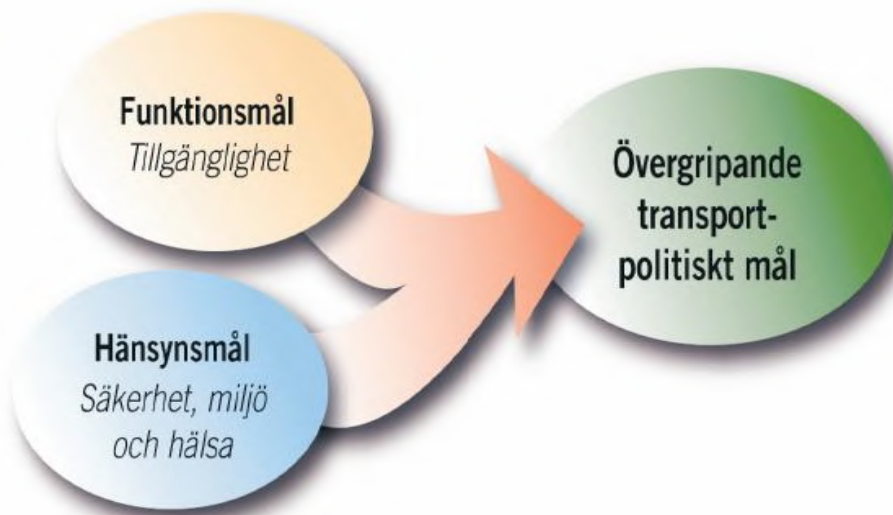 Funktionsmål
Tillgänglighet
Hänsynsmål
Säkerhet, miljö
och hälsa
Övergripande
transport-
politiskt mål